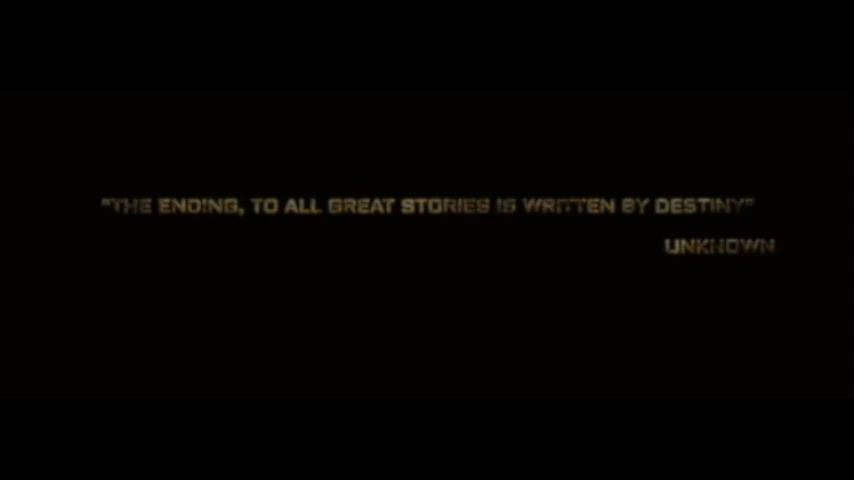 "THE ENDING, TO ALL GREAT STORIES IS WRITTEN BY DESTINY"
UNKNOWN